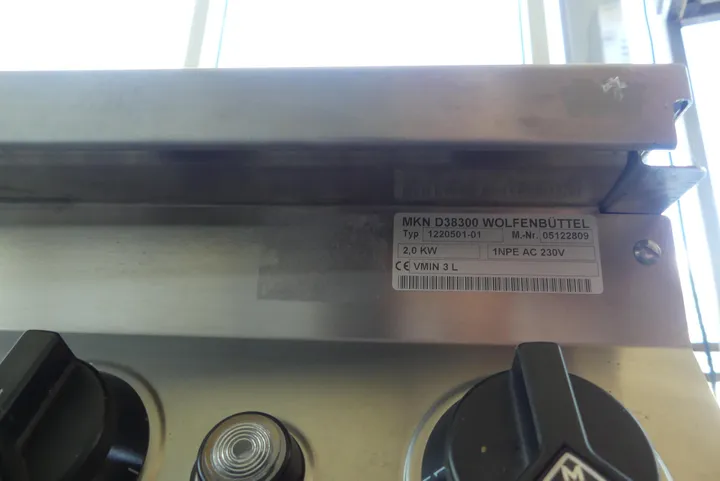 MKN D38300 WOLFENBÜTTEL
Typ 1220501-01 M.-Nr. 05122809
2,0 KW 1NPE AC 230V
CE VMIN 3 L
M